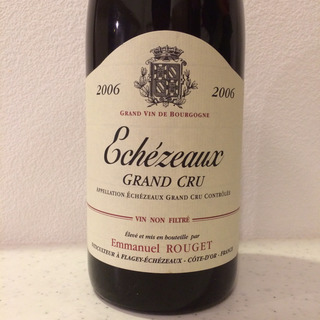 2006 2006
GRAND VIN DE BOURGOGNE
Echézeaux
GRAND CRU
APPELLATION ÉCHÉZEAUX GRAND CRU CONTRÔLÉE
VIN NON FILTRÉ
Élevé et mis en bouteille par
Emmanuel ROUGET
VITICULTEUR À FLAGEY-ÉCHÉZEAUX - CÔTE-D'OR - FRANCE